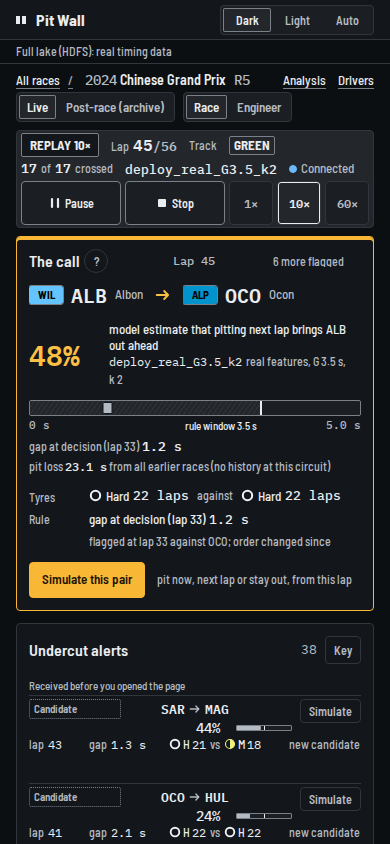 Pit Wall
Dark Light Auto
Full lake (HDFS): real timing data
All races / 2024 Chinese Grand Prix R5 Analysis Drivers
Live Post-race (archive) Race Engineer
REPLAY 10× Lap 45/56 Track GREEN
17 of 17 crossed deploy_real_G3.5_k2 Connected
Pause Stop 1× 10× 60×
The call ? Lap 45 6 more flagged
WIL ALB Albon → ALP OCO Ocon
48%
model estimate that pitting next lap brings ALB
out ahead
deploy_real_G3.5_k2 real features, G 3.5 s,
k 2
0 s rule window 3.5 s 5.0 s
gap at decision (lap 33) 1.2 s
pit loss 23.1 s from all earlier races (no history at this circuit)
Tyres Hard 22 laps against Hard 22 laps
Rule gap at decision (lap 33) 1.2 s
flagged at lap 33 against OCO; order changed since
Simulate this pair pit now, next lap or stay out, from this lap
Undercut alerts 38 Key
Received before you opened the page
Candidate SAR → MAG Simulate
44%
lap 43 gap 1.3 s H 21 vs M 18 new candidate
Candidate OCO → HUL Simulate
24%
lap 41 gap 2.1 s H 22 vs H 22 new candidate